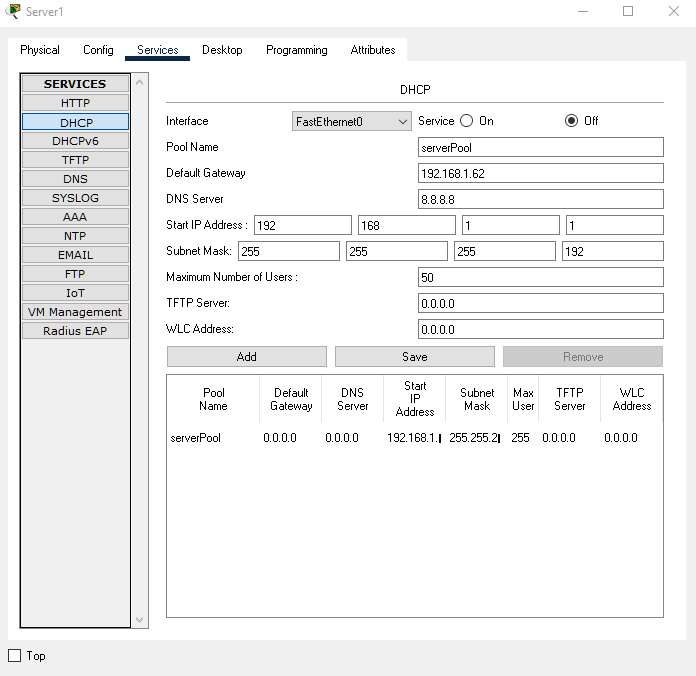 Server1
Physical Config Services Desktop Programming Attributes
SERVICES
HTTP
DHCP
DHCPv6
TFTP
DNS
SYSLOG
AAA
NTP
EMAIL
FTP
IoT
VM Management
Radius EAP
DHCP
Interface FastEthernet0 Service On Off
Pool Name serverPool
Default Gateway 192.168.1.62
DNS Server 8.8.8.8
Start IP Address : 192 168 1 1
Subnet Mask: 255 255 255 192
Maximum Number of Users : 50
TFTP Server: 0.0.0.0
WLC Address: 0.0.0.0
Add Save Remove
Pool Name Default Gateway DNS Server Start IP Address Subnet Mask Max User TFTP Server WLC Address
serverPool 0.0.0.0 0.0.0.0 192.168.1. 255.255.2 255 0.0.0.0 0.0.0.0
Top